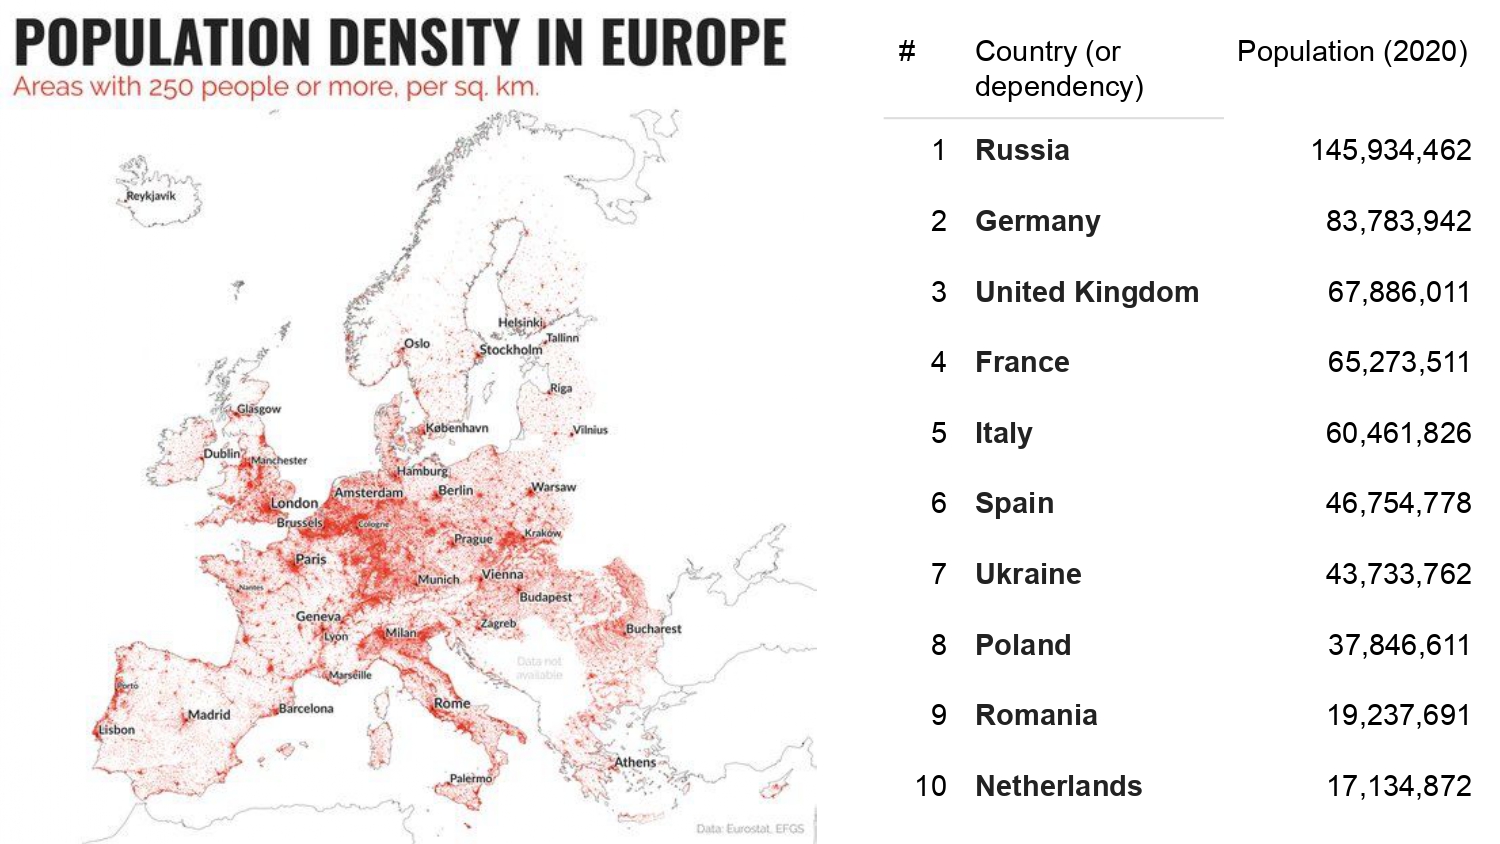 POPULATION DENSITY IN EUROPE
Areas with 250 people or more, per sq. km.
Reykjavík
Helsinki
Tallinn
Oslo
Stockholm
Riga
Glasgow
København
Vilnius
Dublin
Manchester
Hamburg
Amsterdam
Berlin
Warsaw
London
Brussels
Cologne
Prague
Krakow
Paris
Munich
Vienna
Nantes
Budapest
Geneva
Zagreb
Bucharest
Lyon
Milan
Data not
available
Marseille
Porto
Rome
Barcelona
Madrid
Lisbon
Athens
Palermo
Data: Eurostat, EFGS
# Country (or Population (2020)
dependency)
1 Russia 145,934,462
2 Germany 83,783,942
3 United Kingdom 67,886,011
4 France 65,273,511
5 Italy 60,461,826
6 Spain 46,754,778
7 Ukraine 43,733,762
8 Poland 37,846,611
9 Romania 19,237,691
10 Netherlands 17,134,872